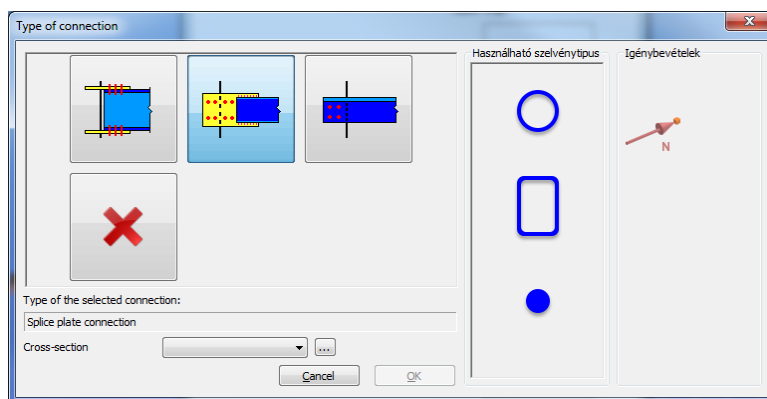 Type of connection
Használható szelvénytípus
Igénybevételek
N
Type of the selected connection:
Splice plate connection
Cross-section
...
Cancel
OK